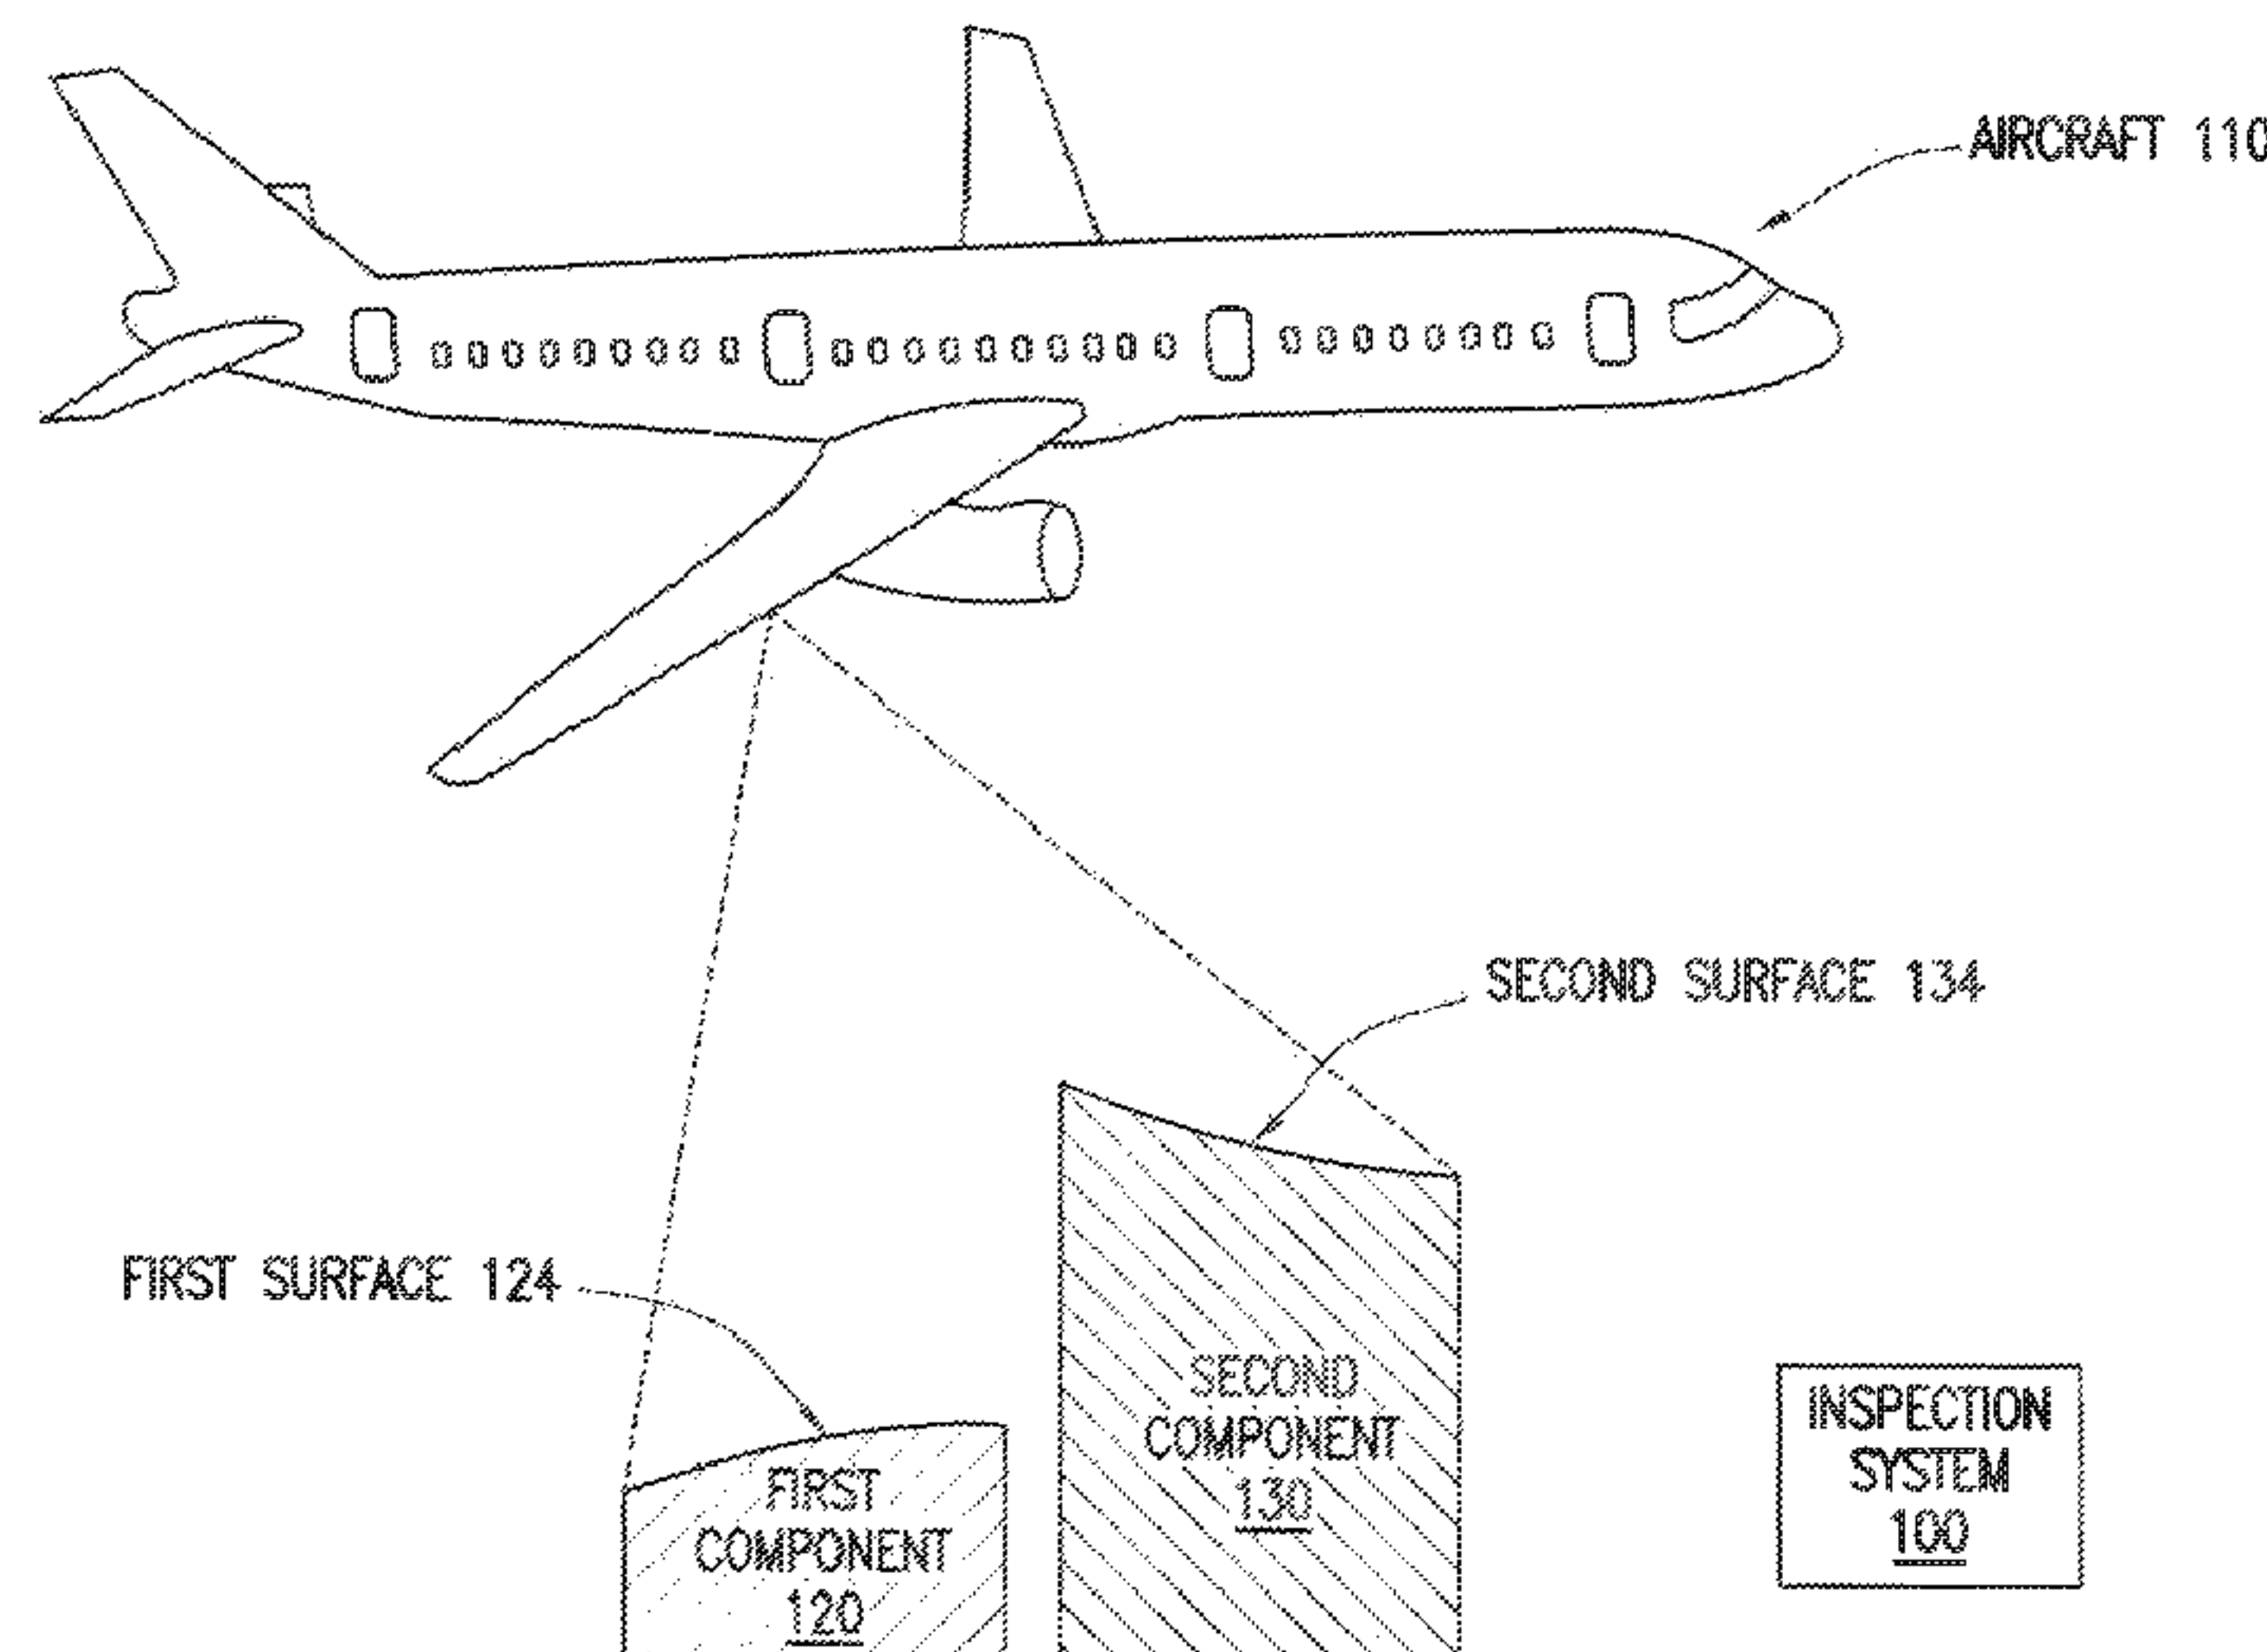 AIRCRAFT 110
SECOND SURFACE 134
FIRST SURFACE 124
SECOND
COMPONENT
130
INSPECTION
SYSTEM
100
FIRST
COMPONENT
120